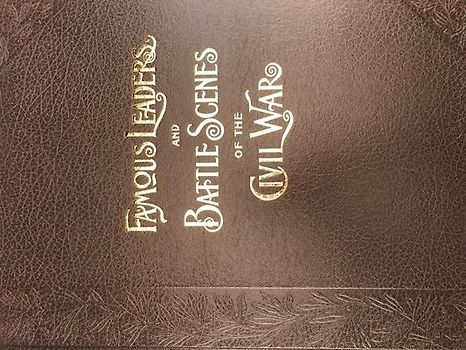 Famous Leaders
and
Battle Scenes
of the
Civil War